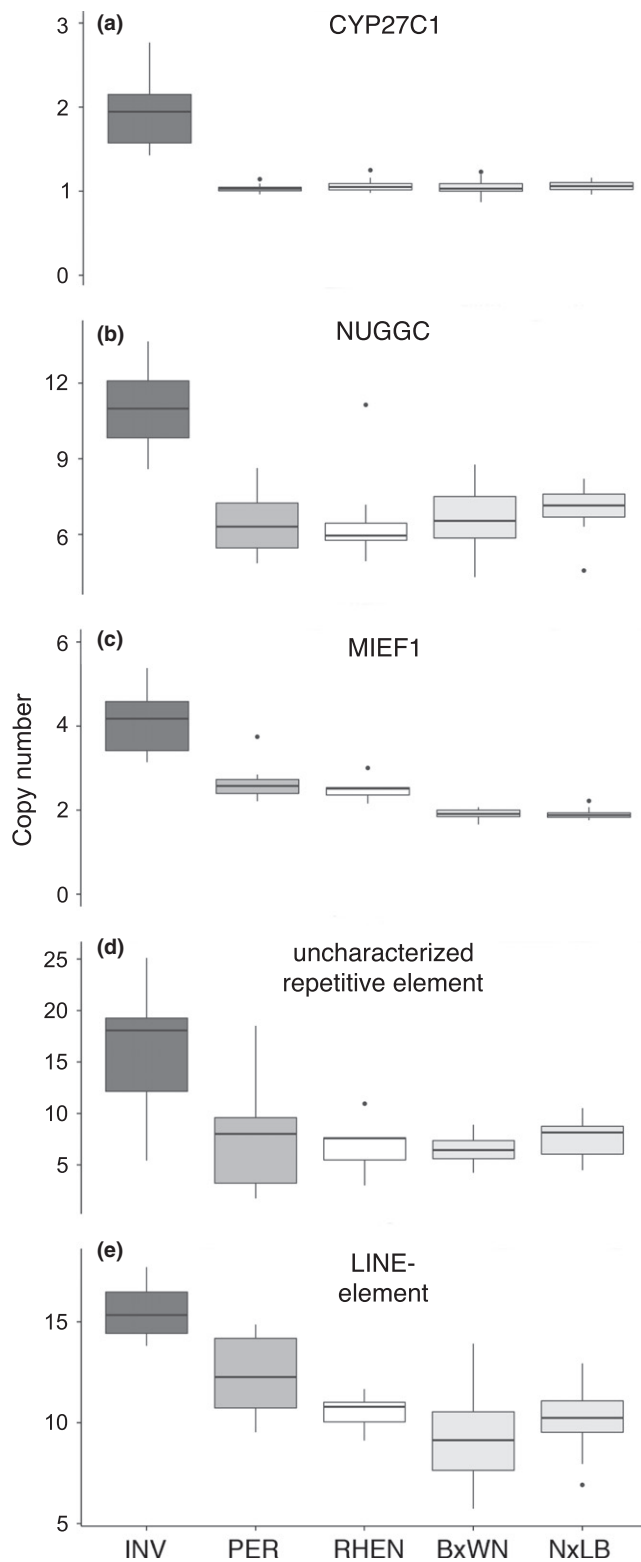 (a)
CYP27C1
3
2
1
0
(b)
NUGGC
12
9
6
(c)
MIEF1
6
4
2
0
Copy number
(d)
uncharacterized
repetitive element
25
20
15
10
5
(e)
LINE-
element
15
10
5
INV PER RHEN BxWN NxLB